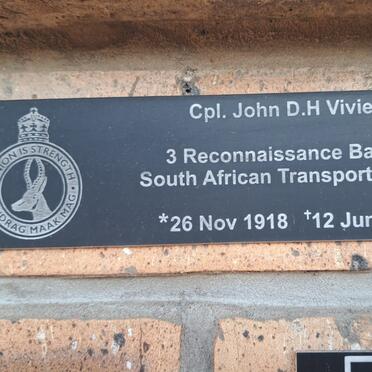 Cpl. John D.H Vivie
3 Reconnaissance Ba
South African Transport
*26 Nov 1918 †12 Jun
UNION IS STRENGTH
EENDRAG MAAK MAG